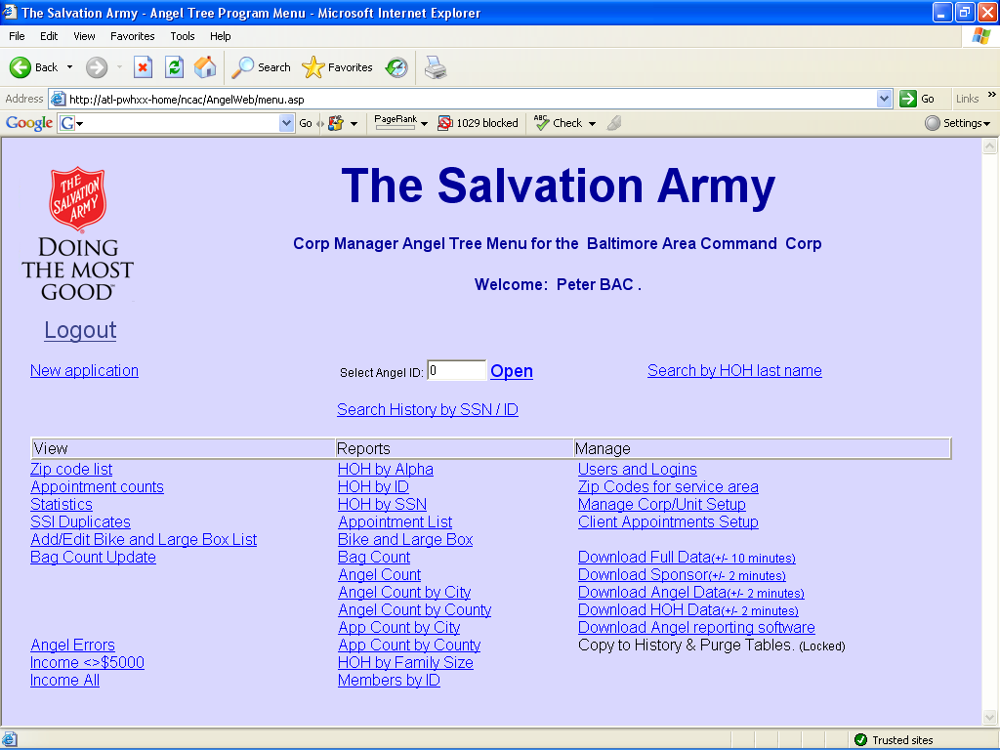 The Salvation Army - Angel Tree Program Menu - Microsoft Internet Explorer
File Edit View Favorites Tools Help
Back Search Favorites
Address http://atl-pwhxx-home/ncac/AngelWeb/menu.asp Go Links »
Google G Go PageRank 1029 blocked ABC Check Settings
THE SALVATION ARMY
DOING THE MOST GOOD™
The Salvation Army
Corp Manager Angel Tree Menu for the Baltimore Area Command Corp
Welcome: Peter BAC .
Logout
New application Select Angel ID: 0 Open Search by HOH last name
Search History by SSN / ID
View Reports Manage
Zip code list HOH by Alpha Users and Logins
Appointment counts HOH by ID Zip Codes for service area
Statistics HOH by SSN Manage Corp/Unit Setup
SSI Duplicates Appointment List Client Appointments Setup
Add/Edit Bike and Large Box List Bike and Large Box
Bag Count Update Bag Count Download Full Data(+/- 10 minutes)
Angel Count Download Sponsor(+/- 2 minutes)
Angel Count by City Download Angel Data(+/- 2 minutes)
Angel Count by County Download HOH Data(+/- 2 minutes)
App Count by City Download Angel reporting software
Angel Errors App Count by County Copy to History & Purge Tables. (Locked)
Income <>$5000 HOH by Family Size
Income All Members by ID
Trusted sites